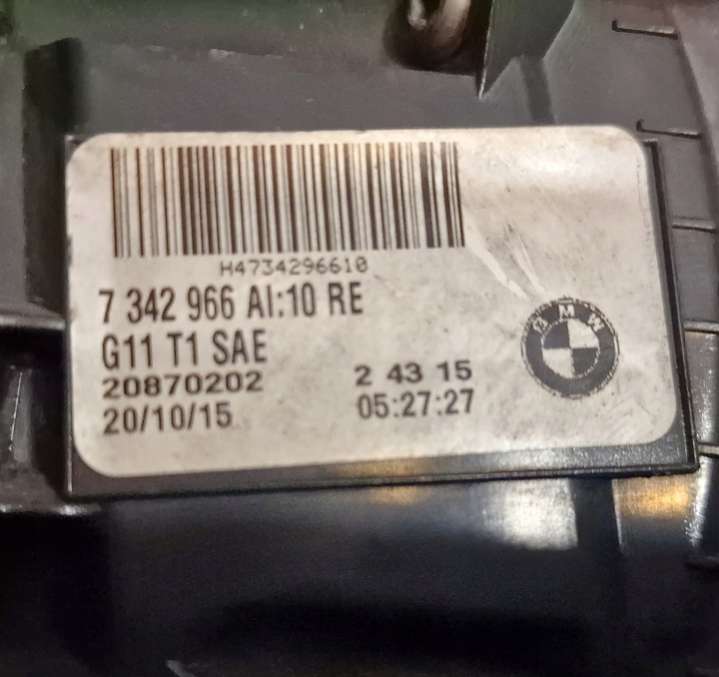 H4734296610
7 342 966 AI:10 RE
G11 T1 SAE
20870202 2 43 15
20/10/15 05:27:27
BMW